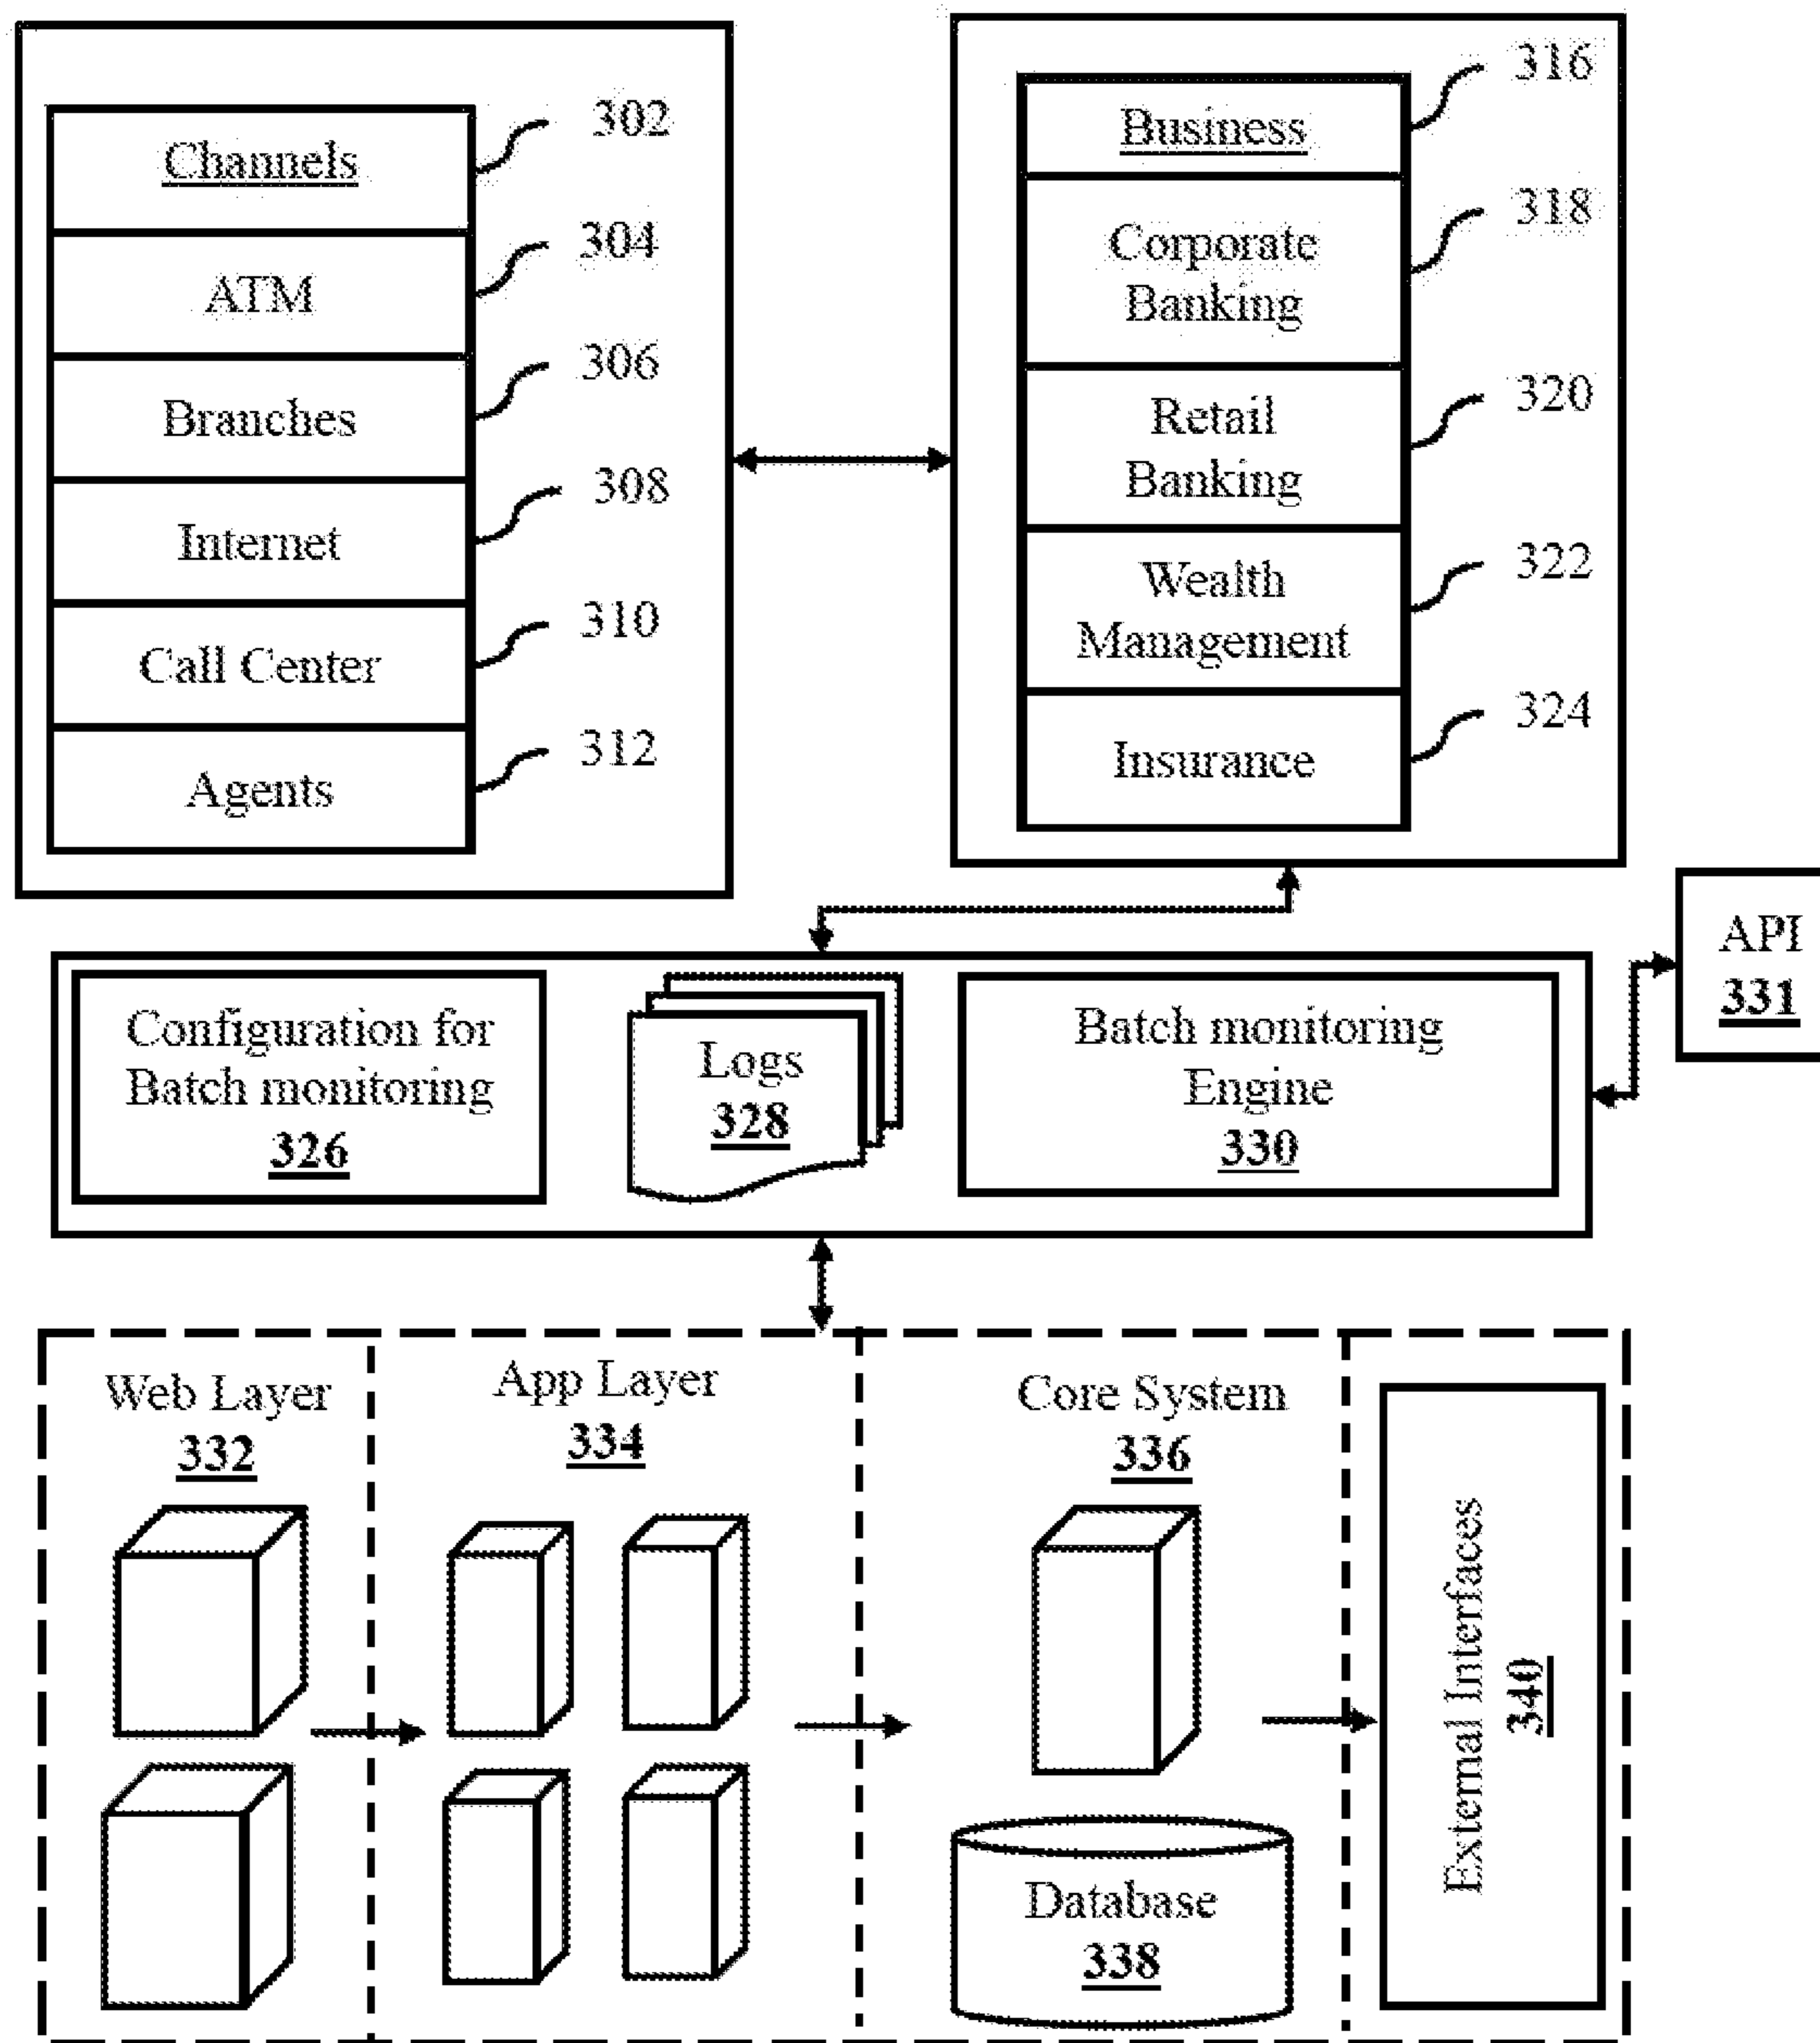 Channels
302
ATM
304
Branches
306
Internet
308
Call Center
310
Agents
312
Business
316
Corporate
Banking
318
Retail
Banking
320
Wealth
Management
322
Insurance
324
API
331
Configuration for
Batch monitoring
326
Logs
328
Batch monitoring
Engine
330
Web Layer
332
App Layer
334
Core System
336
Database
338
External Interfaces
340